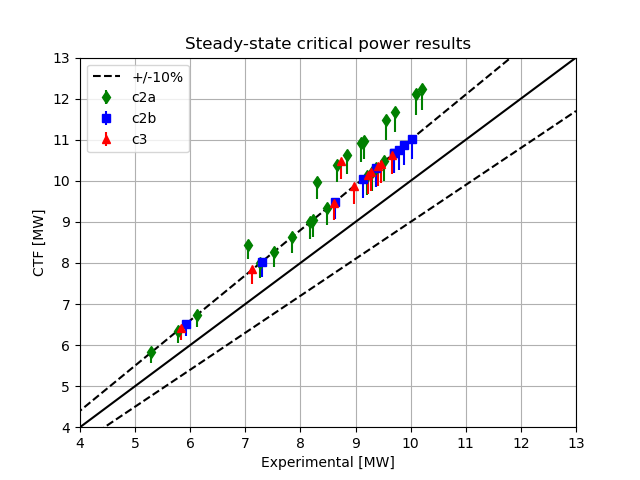 Steady-state critical power results
13
12
11
10
9
8
7
6
5
4
CTF [MW]
+/-10%
c2a
c2b
c3
4 5 6 7 8 9 10 11 12 13
Experimental [MW]